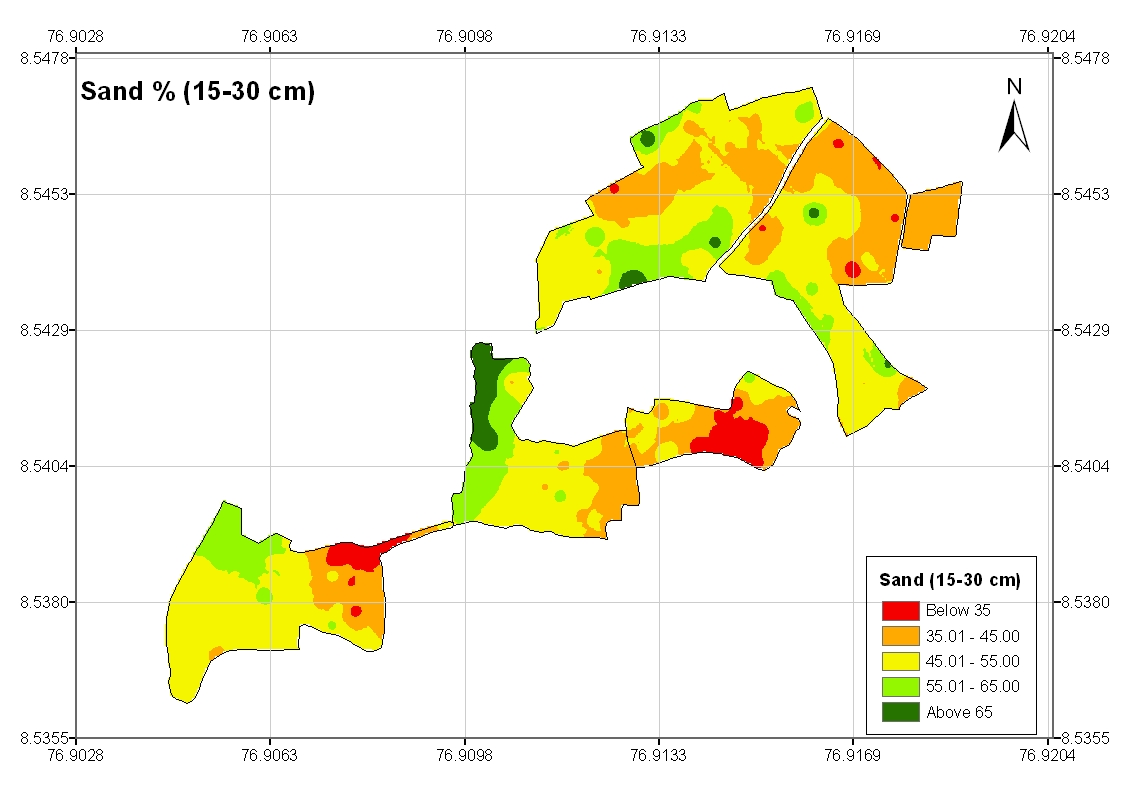 76.9028 76.9063 76.9098 76.9133 76.9169 76.9204
8.5478 8.5478
Sand % (15-30 cm)
N
8.5453 8.5453
8.5429 8.5429
8.5404 8.5404
Sand (15-30 cm)
8.5380 8.5380
Below 35
35.01 - 45.00
45.01 - 55.00
55.01 - 65.00
Above 65
8.5355 8.5355
76.9028 76.9063 76.9098 76.9133 76.9169 76.9204